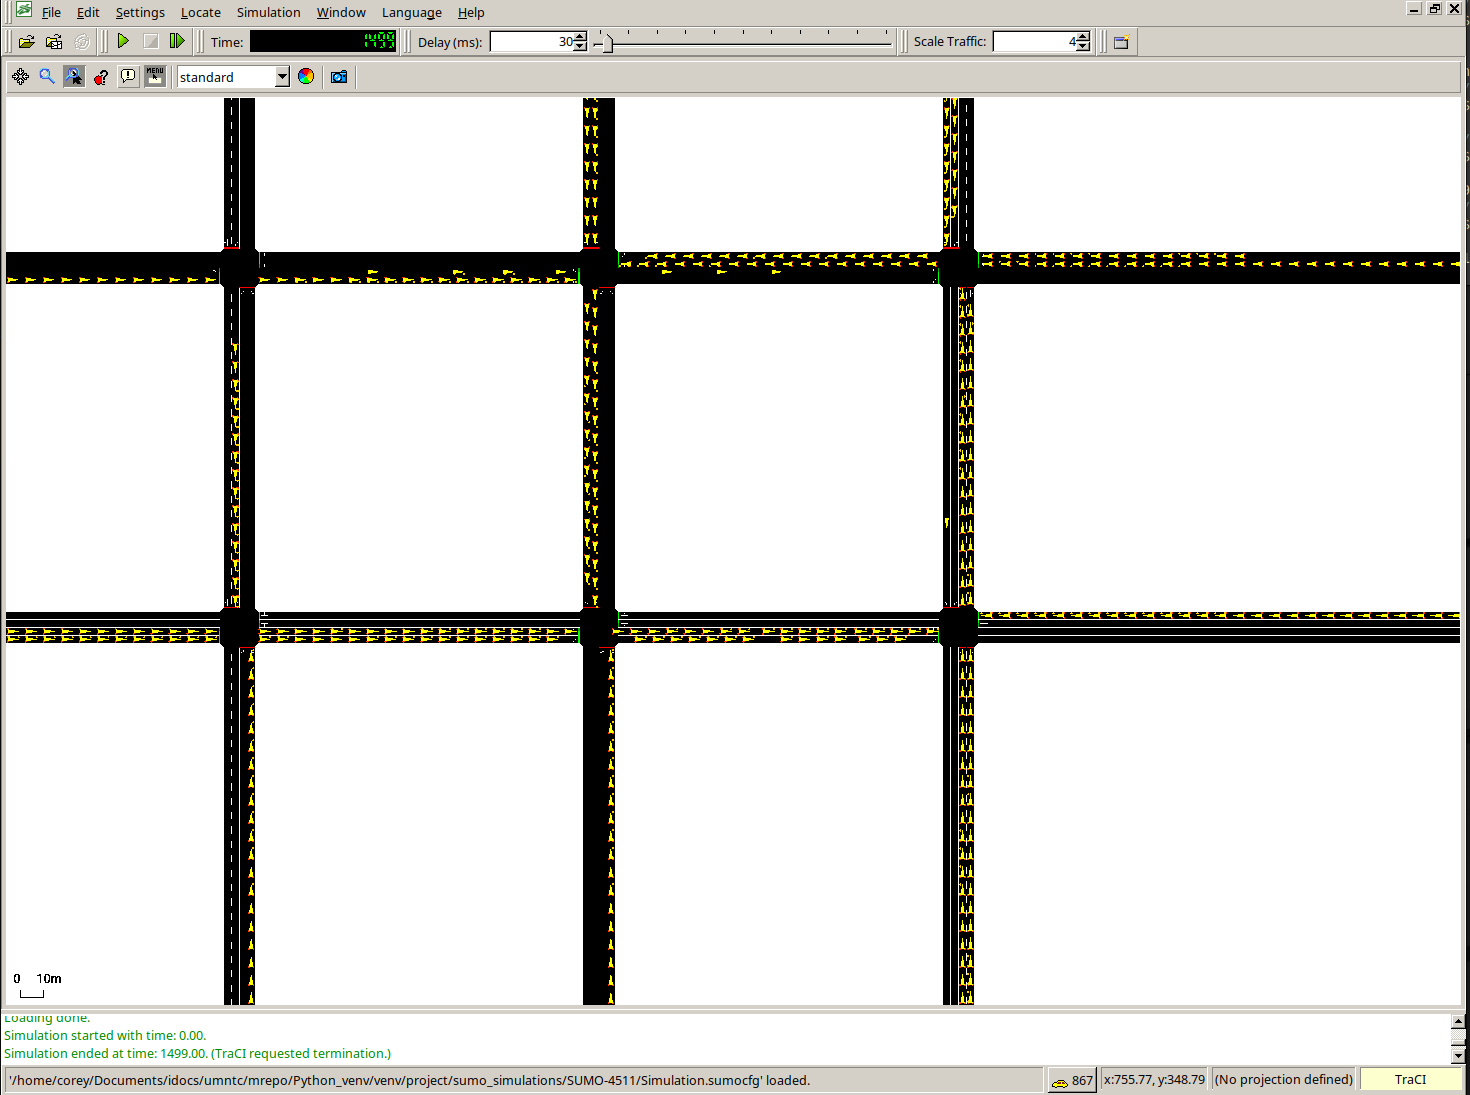 File Edit Settings Locate Simulation Window Language Help
Time: 1499 Delay (ms): 30 Scale Traffic: 4
MENU standard
0 10m
Loading done.
Simulation started with time: 0.00.
Simulation ended at time: 1499.00. (TraCI requested termination.)
'/home/corey/Documents/idocs/umntc/mrepo/Python_venv/venv/project/sumo_simulations/SUMO-4511/Simulation.sumocfg' loaded. 867 x:755.77, y:348.79 (No projection defined) TraCI